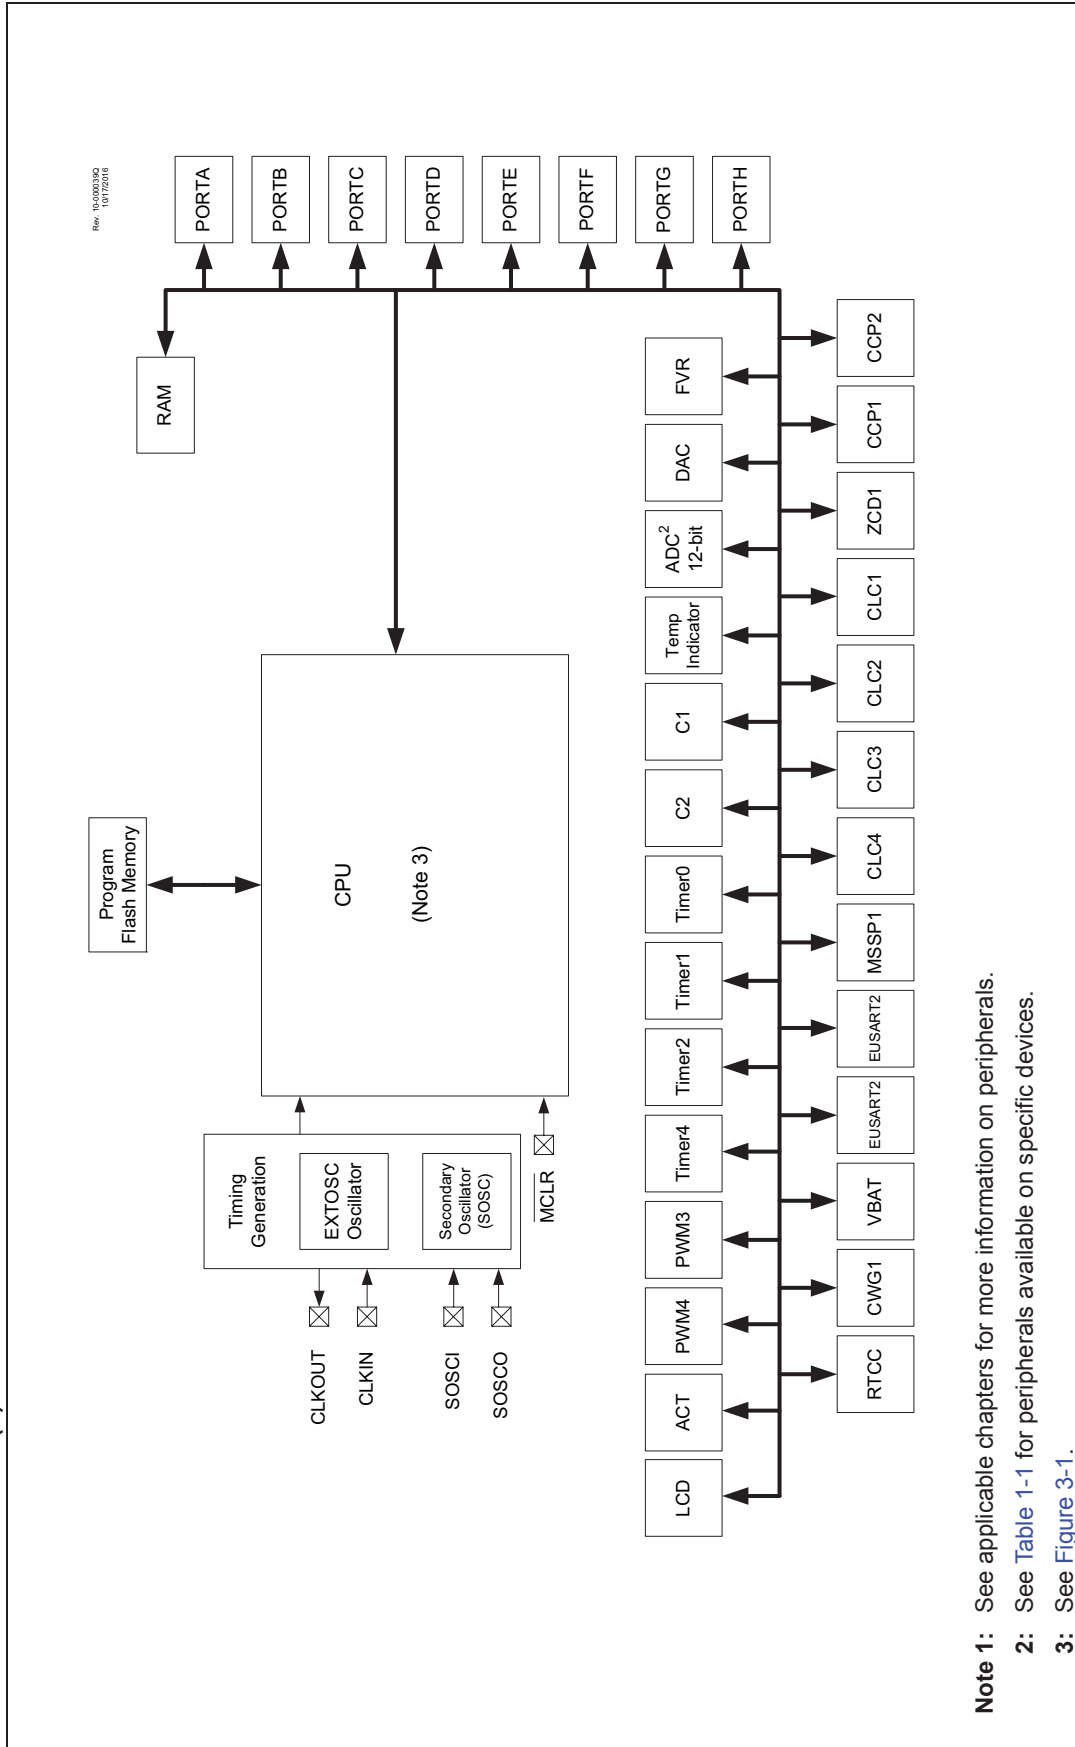 Rev. 10-000039Q
10/17/2016
Program
Flash Memory
RAM
PORTA
PORTB
PORTC
PORTD
PORTE
PORTF
PORTG
PORTH
CPU
(Note 3)
Timing
Generation
EXTOSC
Oscillator
Secondary
Oscillator
(SOSC)
CLKOUT
CLKIN
SOSCI
SOSCO
MCLR
LCD
ACT
PWM4
PWM3
Timer4
Timer2
Timer1
Timer0
C2
C1
Temp
Indicator
ADC2
12-bit
DAC
FVR
RTCC
CWG1
VBAT
EUSART2
EUSART2
MSSP1
CLC4
CLC3
CLC2
CLC1
ZCD1
CCP1
CCP2
Note 1: See applicable chapters for more information on peripherals.
2: See Table 1-1 for peripherals available on specific devices.
3: See Figure 3-1.